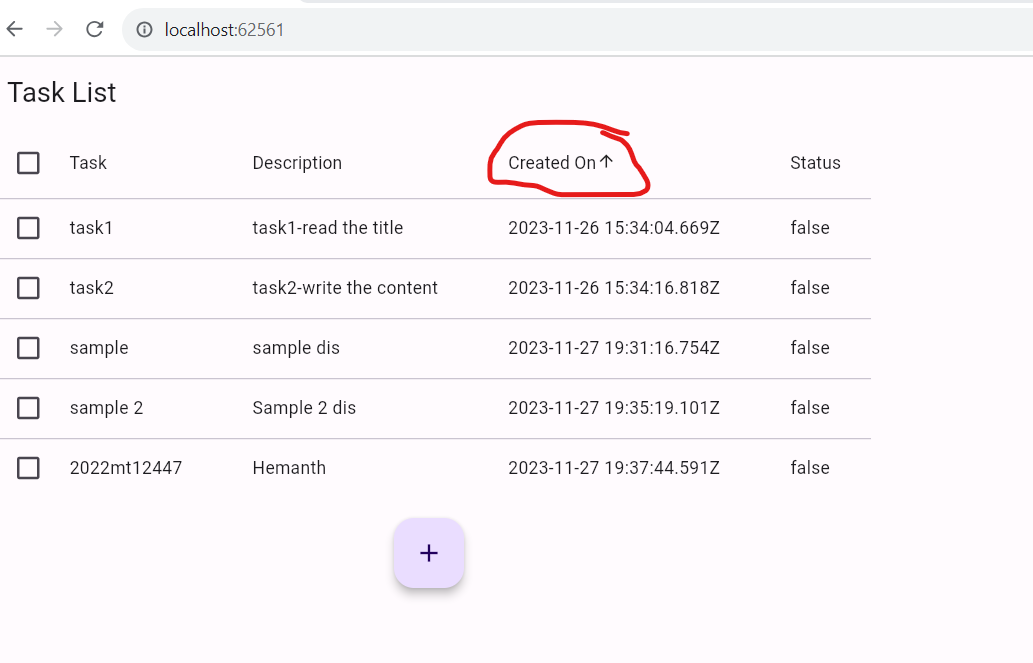 localhost:62561
Task List
Task Description Created On↑ Status
task1 task1-read the title 2023-11-26 15:34:04.669Z false
task2 task2-write the content 2023-11-26 15:34:16.818Z false
sample sample dis 2023-11-27 19:31:16.754Z false
sample 2 Sample 2 dis 2023-11-27 19:35:19.101Z false
2022mt12447 Hemanth 2023-11-27 19:37:44.591Z false
+